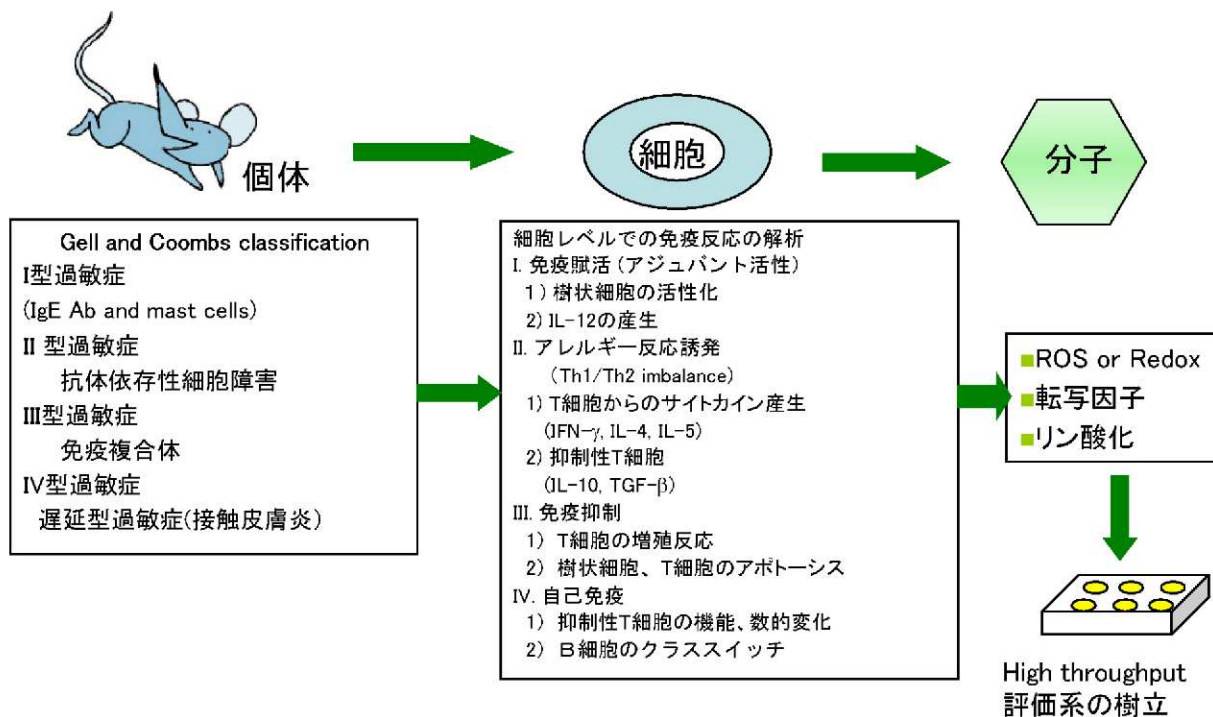 個体
細胞
分子
Gell and Coombs classification
I型過敏症
(IgE Ab and mast cells)
II 型過敏症
抗体依存性細胞障害
III型過敏症
免疫複合体
IV型過敏症
遅延型過敏症(接触皮膚炎)
細胞レベルでの免疫反応の解析
I. 免疫賦活(アジュバント活性)
1) 樹状細胞の活性化
2) IL-12の産生
II. アレルギー反応誘発
(Th1/Th2 imbalance)
1) T細胞からのサイトカイン産生
(IFN-γ, IL-4, IL-5)
2) 抑制性T細胞
(IL-10, TGF-β)
III. 免疫抑制
1) T細胞の増殖反応
2) 樹状細胞、T細胞のアポトーシス
IV. 自己免疫
1) 抑制性T細胞の機能、数的変化
2) B細胞のクラススイッチ
■ROS or Redox
■転写因子
■リン酸化
High throughput
評価系の樹立